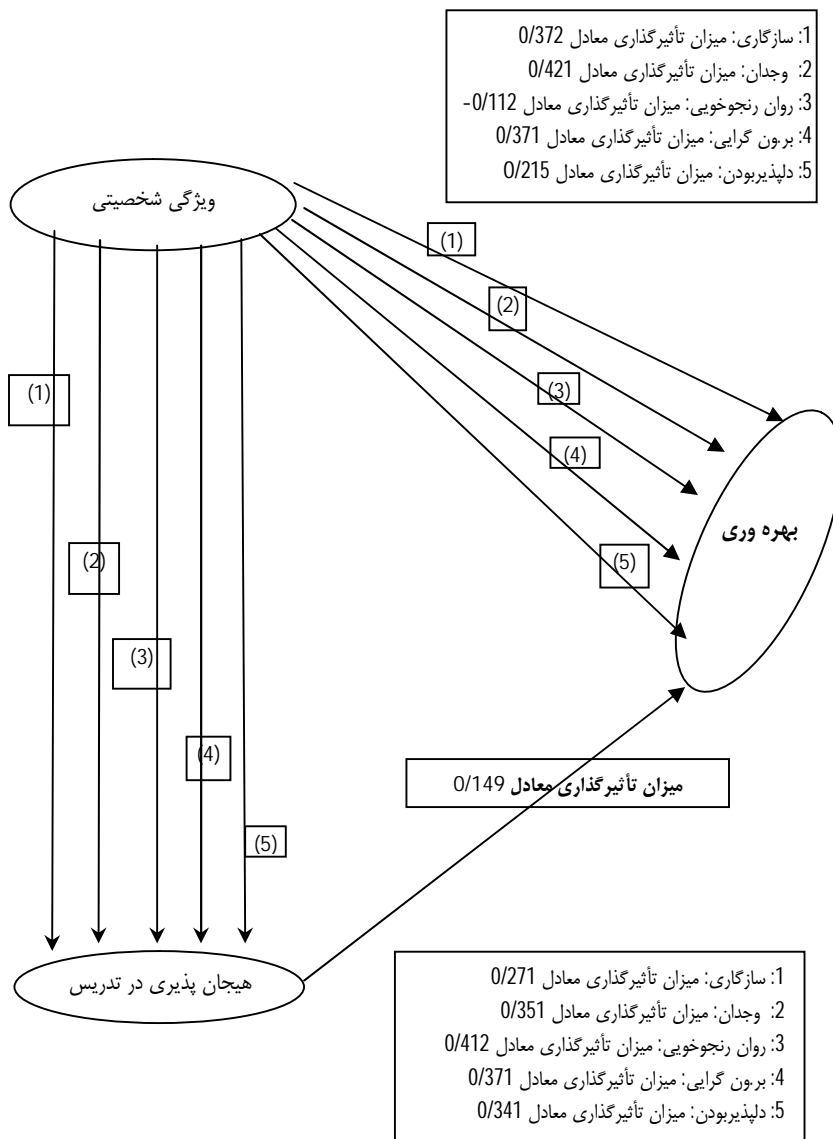 1: سازگاری: میزان تأثیرگذاری معادل 0/372
2: وجدان: میزان تأثیرگذاری معادل 0/421
3: روان رنجوخویی: میزان تأثیرگذاری معادل 0/112-
4: بر.ون گرایی: میزان تأثیرگذاری معادل 0/371
5: دلپذیربودن: میزان تأثیرگذاری معادل 0/215
ویژگی شخصیتی
(1)
(2)
(3)
(4)
(5)
(1)
(2)
(3)
(4)
(5)
بهره وری
میزان تأثیرگذاری معادل 0/149
هیجان پذیری در تدریس
1: سازگاری: میزان تأثیرگذاری معادل 0/271
2: وجدان: میزان تأثیرگذاری معادل 0/351
3: روان رنجوخویی: میزان تأثیرگذاری معادل 0/412
4: بر.ون گرایی: میزان تأثیرگذاری معادل 0/371
5: دلپذیربودن: میزان تأثیرگذاری معادل 0/341